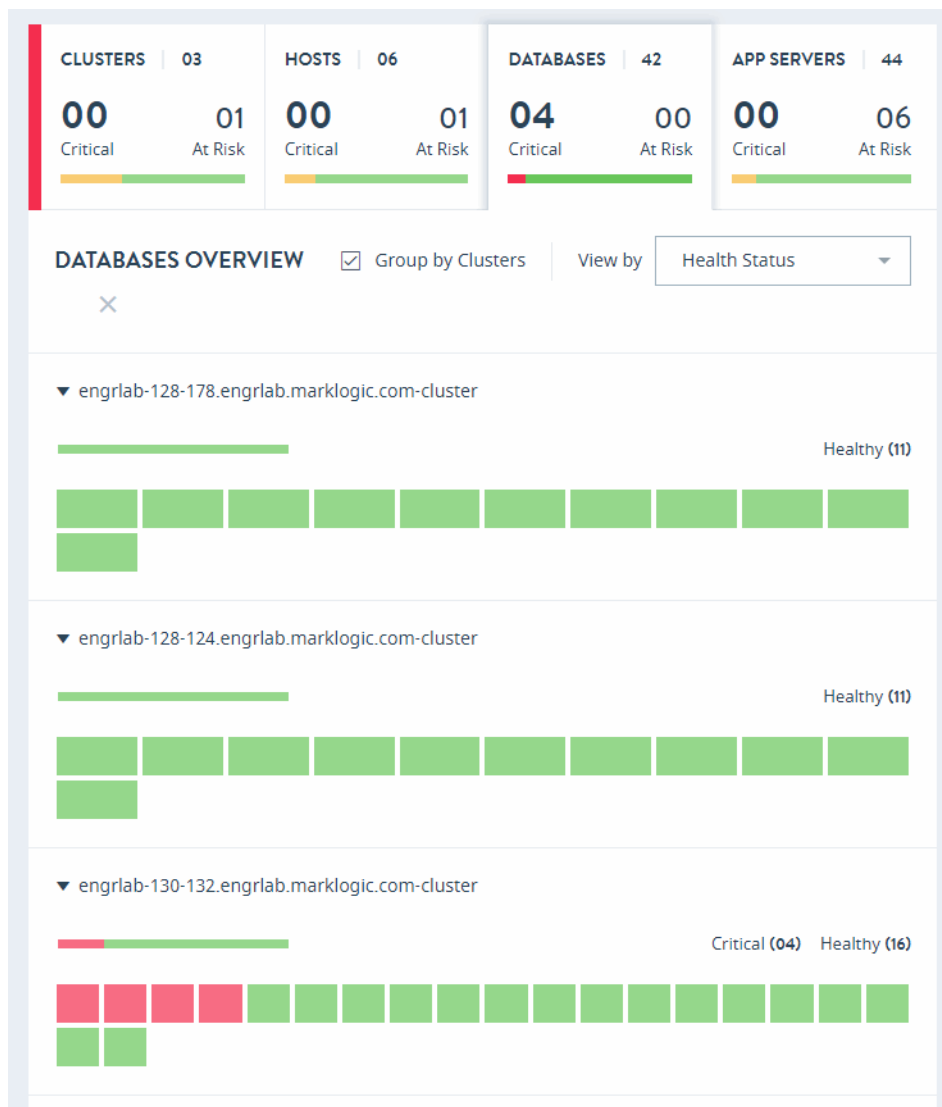 CLUSTERS 03 HOSTS 06 DATABASES 42 APP SERVERS 44
00 01 00 01 04 00 00 06
Critical At Risk Critical At Risk Critical At Risk Critical At Risk
DATABASES OVERVIEW Group by Clusters View by Health Status
engrlab-128-178.engrlab.marklogic.com-cluster
Healthy (11)
engrlab-128-124.engrlab.marklogic.com-cluster
Healthy (11)
engrlab-130-132.engrlab.marklogic.com-cluster
Critical (04) Healthy (16)